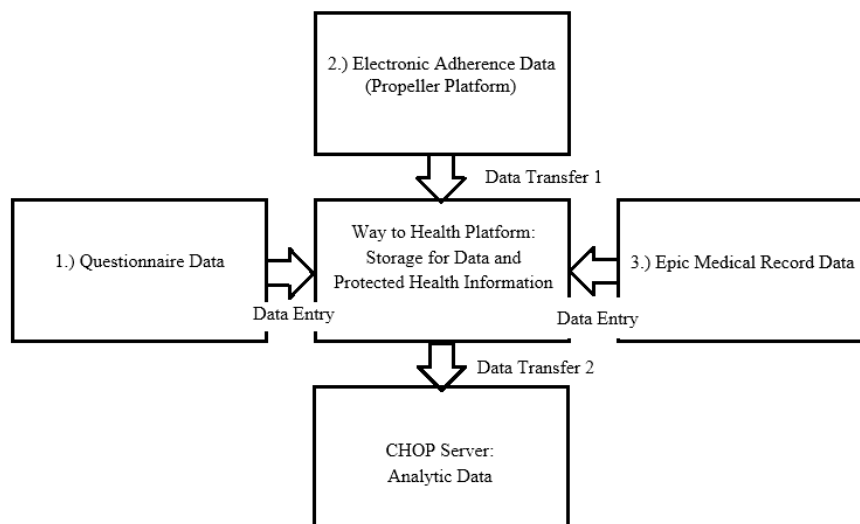 2.) Electronic Adherence Data
(Propeller Platform)
Data Transfer 1
1.) Questionnaire Data
Data Entry
Way to Health Platform:
Storage for Data and
Protected Health Information
3.) Epic Medical Record Data
Data Entry
Data Transfer 2
CHOP Server:
Analytic Data